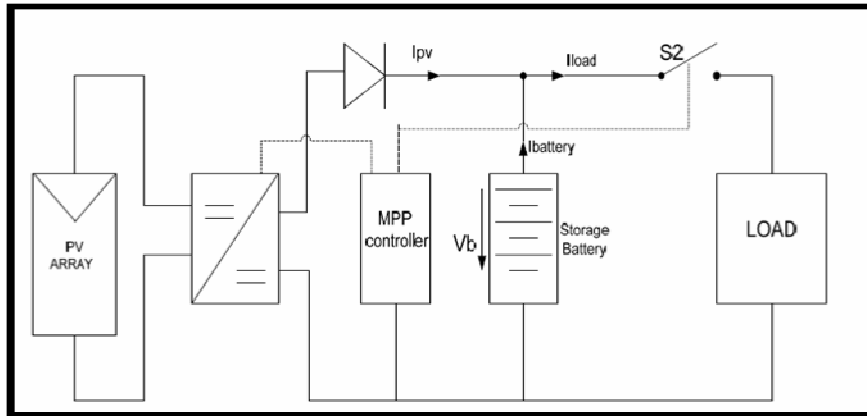 Ipv
Iload
S2
Ibattery
PV
ARRAY
MPP
controller
Vb
Storage
Battery
LOAD